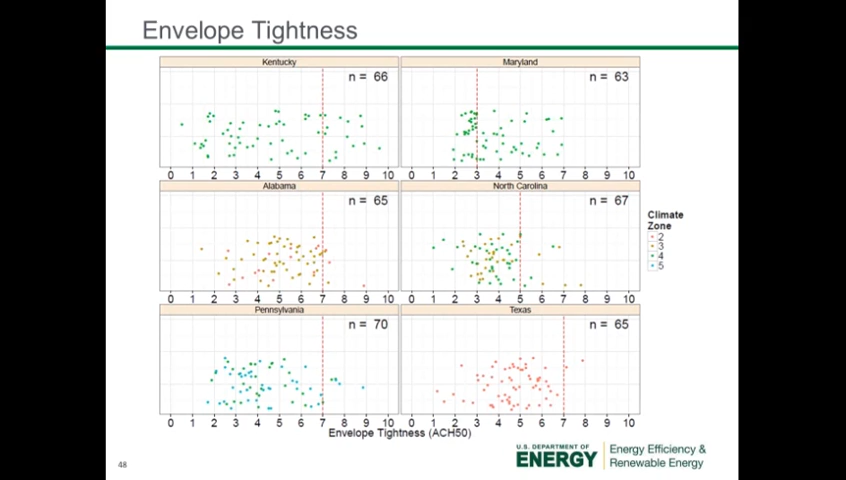 Envelope Tightness
Kentucky
n = 66
0 1 2 3 4 5 6 7 8 9 10
Maryland
n = 63
0 1 2 3 4 5 6 7 8 9 10
Alabama
n = 65
0 1 2 3 4 5 6 7 8 9 10
North Carolina
n = 67
0 1 2 3 4 5 6 7 8 9 10
Pennsylvania
n = 70
0 1 2 3 4 5 6 7 8 9 10
Texas
n = 65
0 1 2 3 4 5 6 7 8 9 10
Envelope Tightness (ACH50)
Climate
Zone
2
3
4
5
48
U.S. DEPARTMENT OF
ENERGY
Energy Efficiency &
Renewable Energy